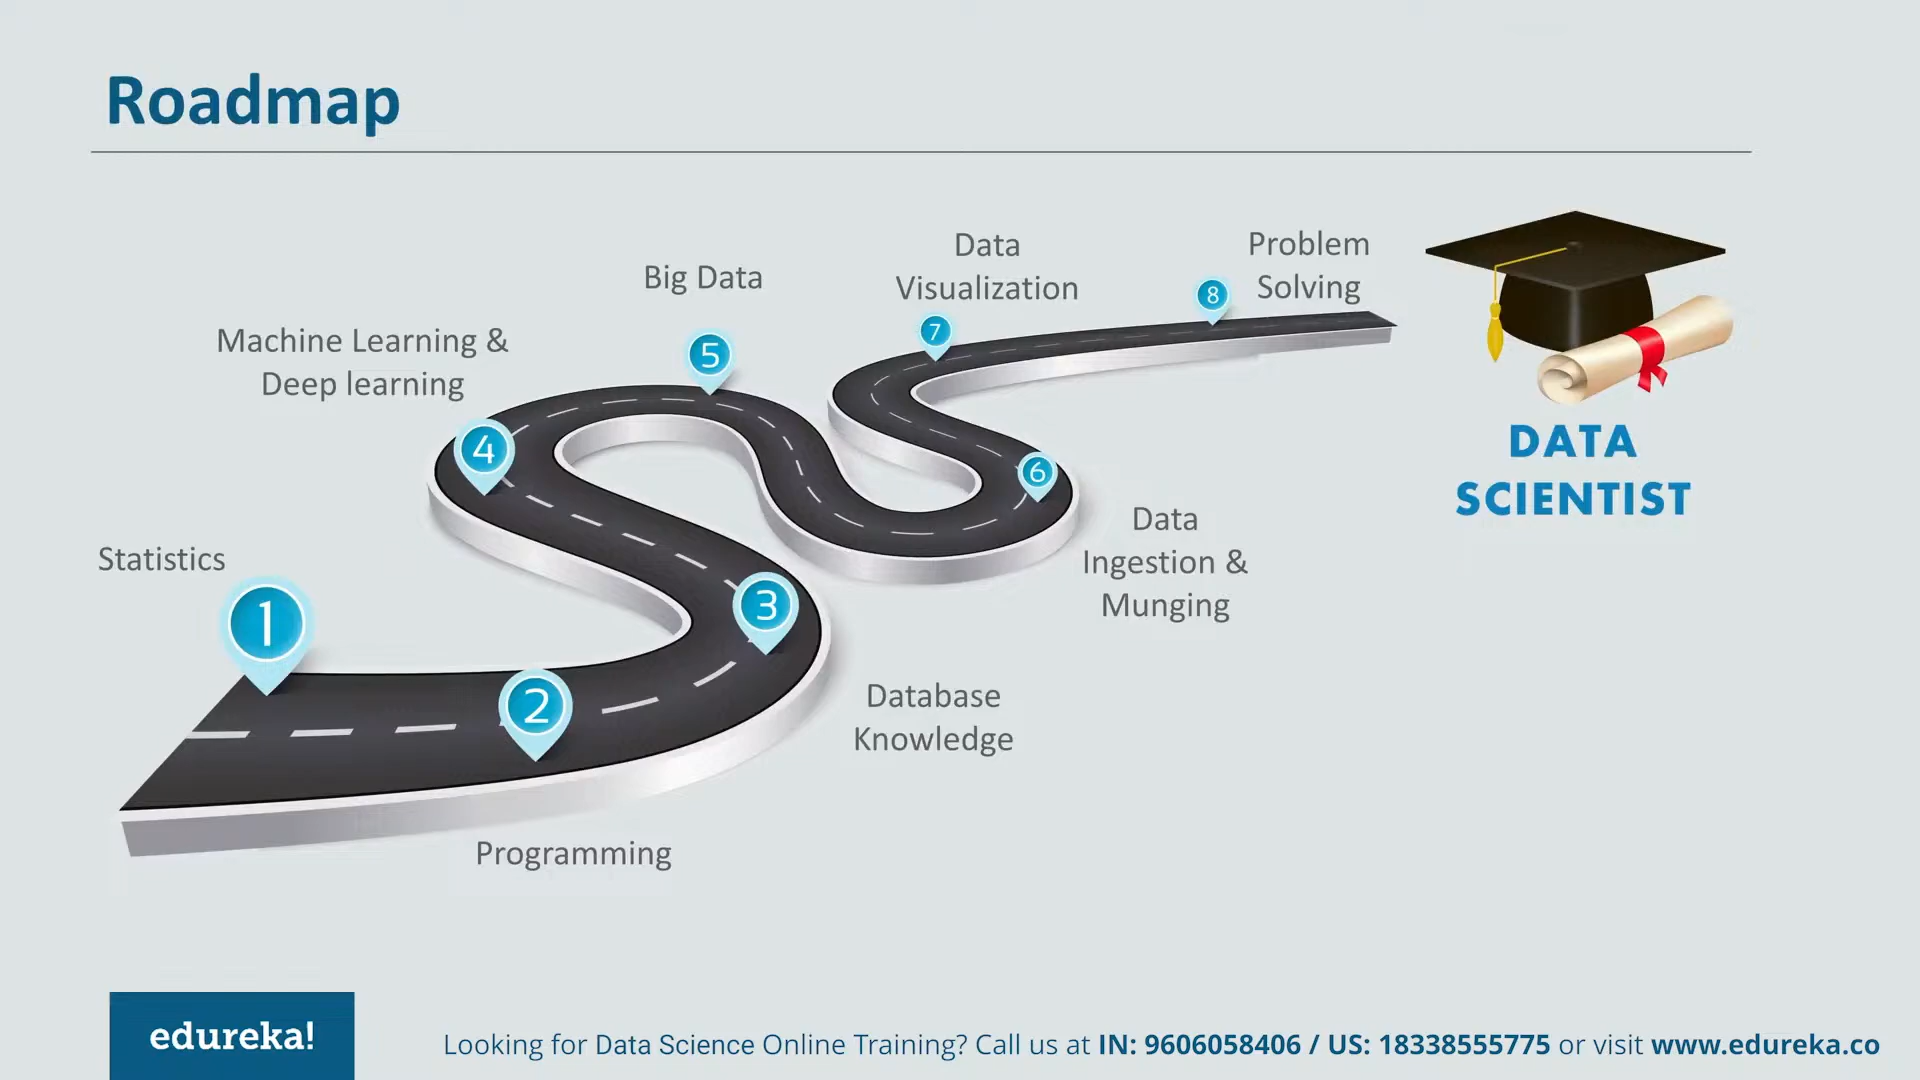 Roadmap
Statistics
1
2
Programming
3
Database
Knowledge
Machine Learning &
Deep learning
4
Big Data
5
6
Data
Ingestion &
Munging
Data
Visualization
7
8
Problem
Solving
DATA
SCIENTIST
edureka!
Looking for Data Science Online Training? Call us at IN: 9606058406 / US: 18338555775 or visit www.edureka.co